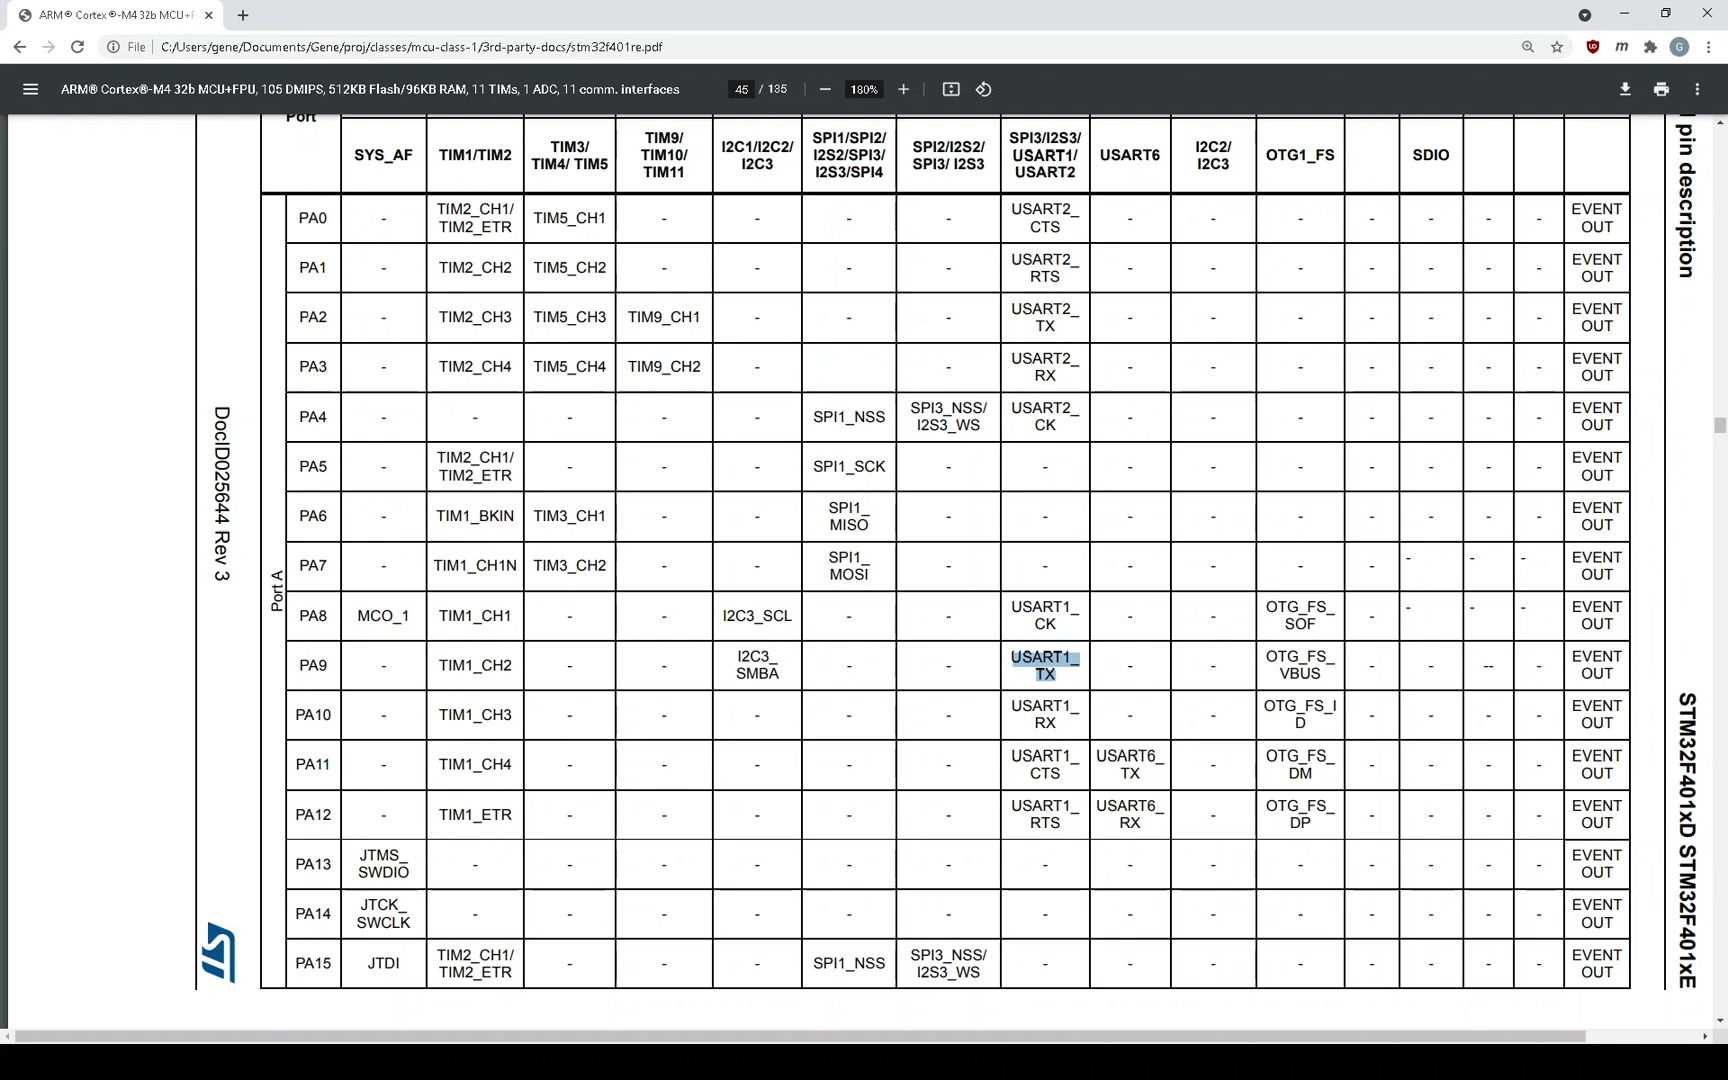 ARM® Cortex®-M4 32b MCU+F
File C:/Users/gene/Documents/Gene/proj/classes/mcu-class-1/3rd-party-docs/stm32f401re.pdf
m G
ARM® Cortex®-M4 32b MCU+FPU, 105 DMIPS, 512KB Flash/96KB RAM, 11 TIMs, 1 ADC, 11 comm. interfaces 45 / 135 180%
Port
SYS_AF TIM1/TIM2 TIM3/ TIM4/ TIM5 TIM9/ TIM10/ TIM11 I2C1/I2C2/ I2C3 SPI1/SPI2/ I2S2/SPI3/ I2S3/SPI4 SPI2/I2S2/ SPI3/ I2S3 SPI3/I2S3/ USART1/ USART2 USART6 I2C2/ I2C3 OTG1_FS SDIO
Port A
PA0 - TIM2_CH1/ TIM2_ETR TIM5_CH1 - - - - USART2_ CTS - - - - - - - EVENT OUT
PA1 - TIM2_CH2 TIM5_CH2 - - - - USART2_ RTS - - - - - - - EVENT OUT
PA2 - TIM2_CH3 TIM5_CH3 TIM9_CH1 - - - USART2_ TX - - - - - - - EVENT OUT
PA3 - TIM2_CH4 TIM5_CH4 TIM9_CH2 - - USART2_ RX - - - - - - - EVENT OUT
PA4 - - - - - SPI1_NSS SPI3_NSS/ I2S3_WS USART2_ CK - - - - - - - EVENT OUT
PA5 - TIM2_CH1/ TIM2_ETR - - - SPI1_SCK - - - - - - - - - EVENT OUT
PA6 - TIM1_BKIN TIM3_CH1 - - SPI1_ MISO - - - - - - - - - EVENT OUT
PA7 - TIM1_CH1N TIM3_CH2 - - SPI1_ MOSI - - - - - - - - - EVENT OUT
PA8 MCO_1 TIM1_CH1 - - I2C3_SCL - - USART1_ CK - - OTG_FS_ SOF - - - - EVENT OUT
PA9 - TIM1_CH2 - - I2C3_ SMBA - - USART1_ TX - - OTG_FS_ VBUS - - -- - EVENT OUT
PA10 - TIM1_CH3 - - - - - USART1_ RX - - OTG_FS_I D - - - - EVENT OUT
PA11 - TIM1_CH4 - - - - - USART1_ CTS USART6_ TX - OTG_FS_ DM - - - - EVENT OUT
PA12 - TIM1_ETR - - - - - USART1_ RTS USART6_ RX - OTG_FS_ DP - - - - EVENT OUT
PA13 JTMS_ SWDIO - - - - - - - - - - - - - - EVENT OUT
PA14 JTCK_ SWCLK - - - - - - - - - - - - - - EVENT OUT
PA15 JTDI TIM2_CH1/ TIM2_ETR - - - SPI1_NSS SPI3_NSS/ I2S3_WS - - - - - - - - EVENT OUT
DocID025644 Rev 3
pin description
STM32F401xD STM32F401xE